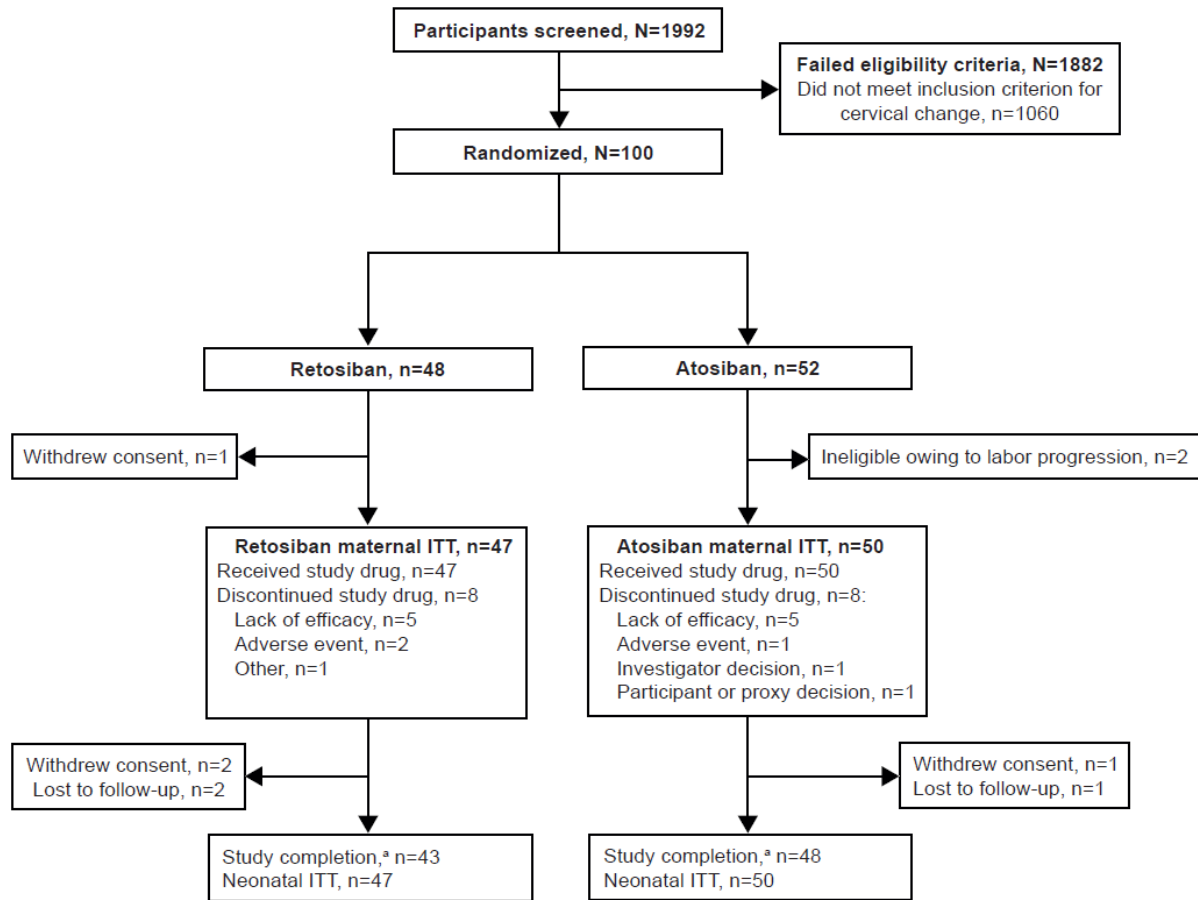 Participants screened, N=1992
Failed eligibility criteria, N=1882
Did not meet inclusion criterion for
cervical change, n=1060
Randomized, N=100
Retosiban, n=48
Atosiban, n=52
Withdrew consent, n=1
Ineligible owing to labor progression, n=2
Retosiban maternal ITT, n=47
Received study drug, n=47
Discontinued study drug, n=8
Lack of efficacy, n=5
Adverse event, n=2
Other, n=1
Atosiban maternal ITT, n=50
Received study drug, n=50
Discontinued study drug, n=8:
Lack of efficacy, n=5
Adverse event, n=1
Investigator decision, n=1
Participant or proxy decision, n=1
Withdrew consent, n=2
Lost to follow-up, n=2
Withdrew consent, n=1
Lost to follow-up, n=1
Study completion,ª n=43
Neonatal ITT, n=47
Study completion,ª n=48
Neonatal ITT, n=50